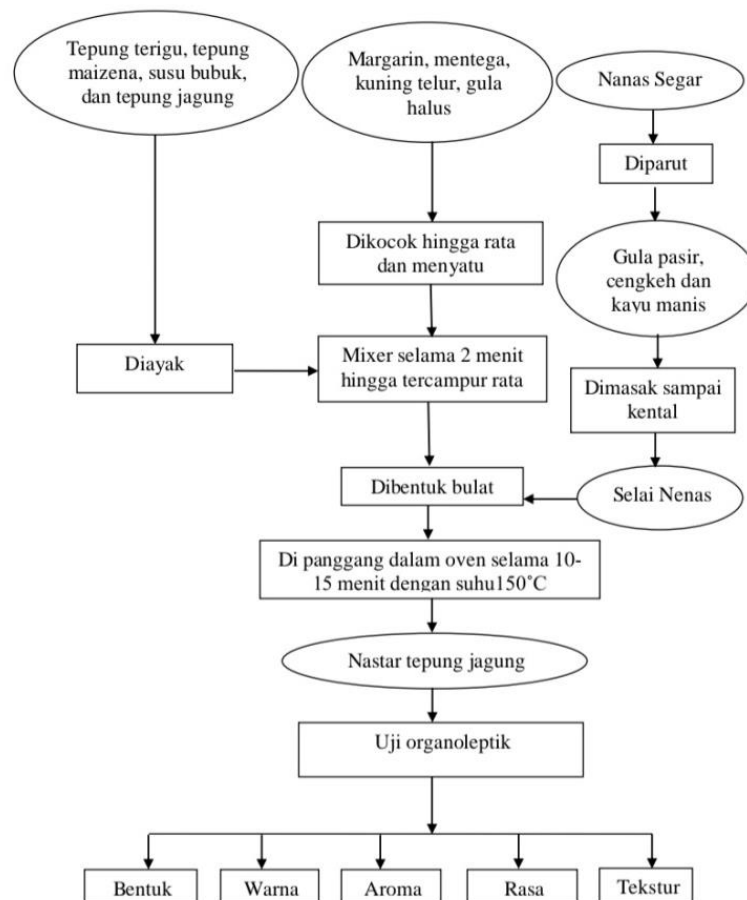 Tepung terigu, tepung
maizena, susu bubuk,
dan tepung jagung
Margarin, mentega,
kuning telur, gula
halus
Nanas Segar
Diparut
Dikocok hingga rata
dan menyatu
Gula pasir,
cengkeh dan
kayu manis
Diayak
Mixer selama 2 menit
hingga tercampur rata
Dimasak sampai
kental
Dibentuk bulat
Selai Nenas
Di panggang dalam oven selama 10-
15 menit dengan suhu150˚C
Nastar tepung jagung
Uji organoleptik
Bentuk
Warna
Aroma
Rasa
Tekstur